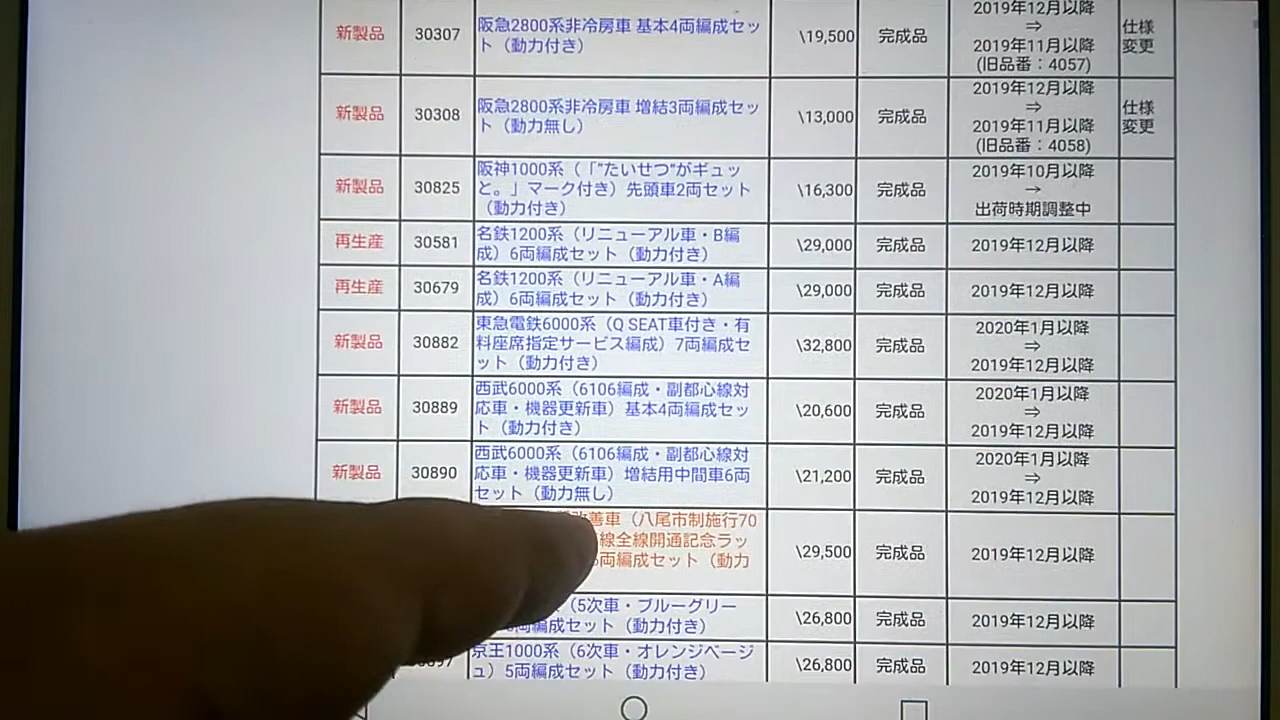 新製品 30307 阪急2800系非冷房車 基本4両編成セッ
ト（動力付き） \19,500 完成品 2019年12月以降
⇒
2019年11月以降
(旧品番：4057) 仕様
変更
新製品 30308 阪急2800系非冷房車 増結3両編成セッ
ト（動力無し） \13,000 完成品 2019年12月以降
⇒
2019年11月以降
(旧品番：4058) 仕様
変更
新製品 30825 阪神1000系（「”たいせつ”がギュッ
と。」マーク付き）先頭車2両セット
（動力付き） \16,300 完成品 2019年10月以降
→
出荷時期調整中
再生産 30581 名鉄1200系（リニューアル車・B編
成）6両編成セット（動力付き） \29,000 完成品 2019年12月以降
再生産 30679 名鉄1200系（リニューアル車・A編
成）6両編成セット（動力付き） \29,000 完成品 2019年12月以降
新製品 30882 東急電鉄6000系（Q SEAT車付き・有
料座席指定サービス編成）7両編成セ
ット（動力付き） \32,800 完成品 2020年1月以降
⇒
2019年12月以降
新製品 30889 西武6000系（6106編成・副都心線対
応車・機器更新車）基本4両編成セッ
ト（動力付き） \20,600 完成品 2020年1月以降
⇒
2019年12月以降
新製品 30890 西武6000系（6106編成・副都心線対
応車・機器更新車）増結用中間車6両
セット（動力無し） \21,200 完成品 2020年1月以降
⇒
2019年12月以降
善車（八尾市制施行70
線全線開通記念ラッ
両編成セット（動力 \29,500 完成品 2019年12月以降
（5次車・ブルーグリー
両編成セット（動力付き） \26,800 完成品 2019年12月以降
京王1000系（6次車・オレンジベージ
ュ）5両編成セット（動力付き） \26,800 完成品 2019年12月以降